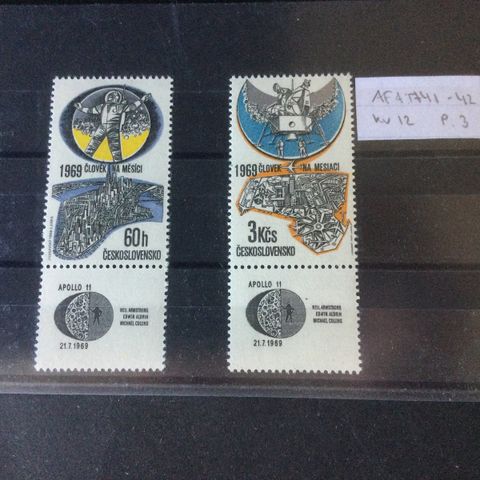 1969 ČLOVĚK NA MĚSÍCI
60h
ČESKOSLOVENSKO
APOLLO 11
NEIL ARMSTRONG
EDWIN ALDRIN
MICHAEL COLLINS
21.7.1969
1969 ČLOVEK NA MESIACI
3Kčs
ČESKOSLOVENSKO
APOLLO 11
NEIL ARMSTRONG
EDWIN ALDRIN
MICHAEL COLLINS
21.7.1969
-42
kv 12 P. 3